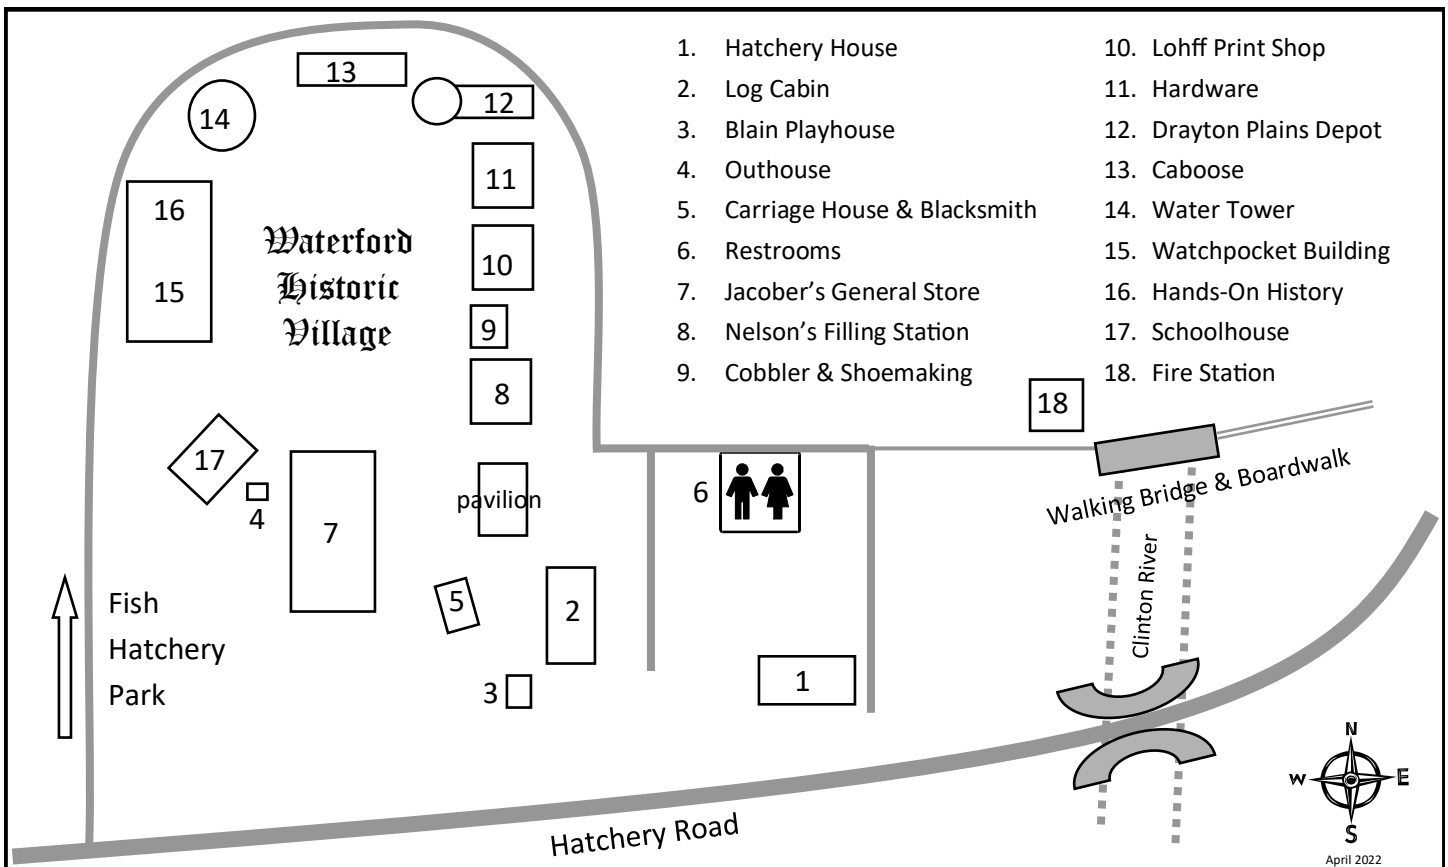 1. Hatchery House
2. Log Cabin
3. Blain Playhouse
4. Outhouse
5. Carriage House & Blacksmith
6. Restrooms
7. Jacober's General Store
8. Nelson's Filling Station
9. Cobbler & Shoemaking
10. Lohff Print Shop
11. Hardware
12. Drayton Plains Depot
13. Caboose
14. Water Tower
15. Watchpocket Building
16. Hands-On History
17. Schoolhouse
18. Fire Station
13
12
14
11
16
Waterford
Historic
Village
10
15
9
8
18
17
4
7
pavilion
6
Walking Bridge & Boardwalk
Clinton River
5
2
Fish
Hatchery
Park
3
1
Hatchery Road
N
W
E
S
April 2022